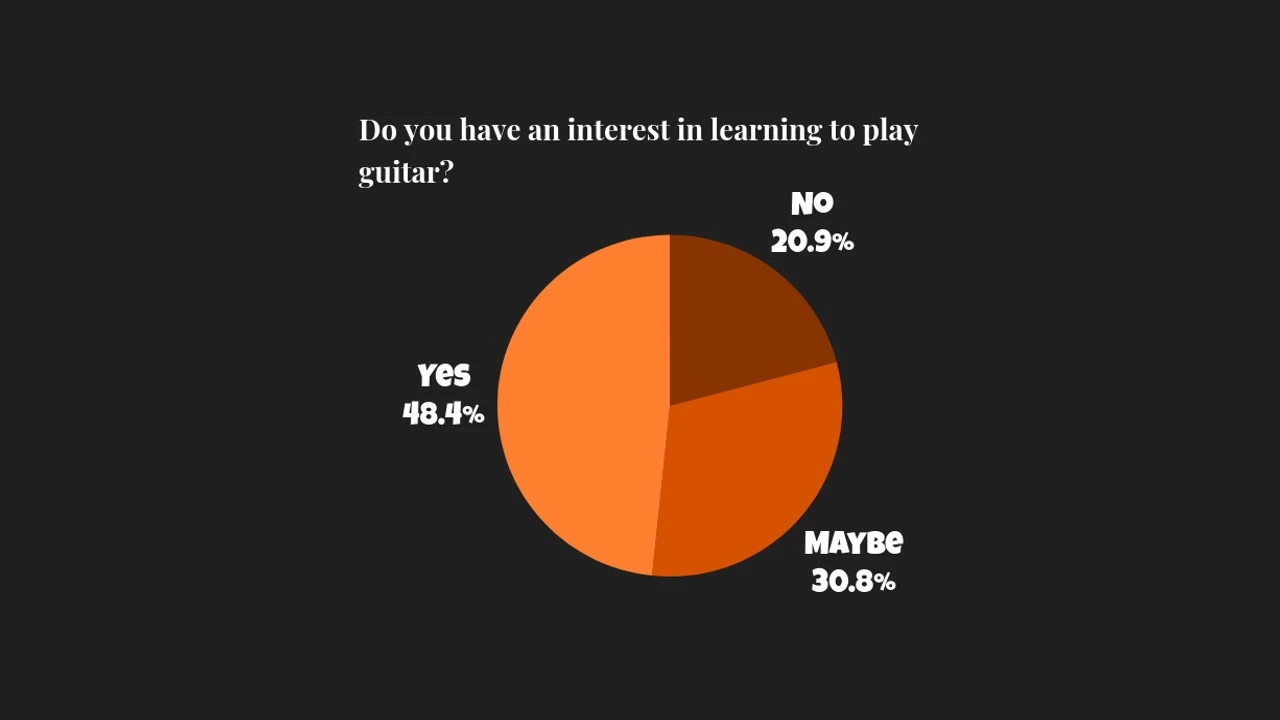 Do you have an interest in learning to play
guitar?
No
20.9%
Yes
48.4%
Maybe
30.8%